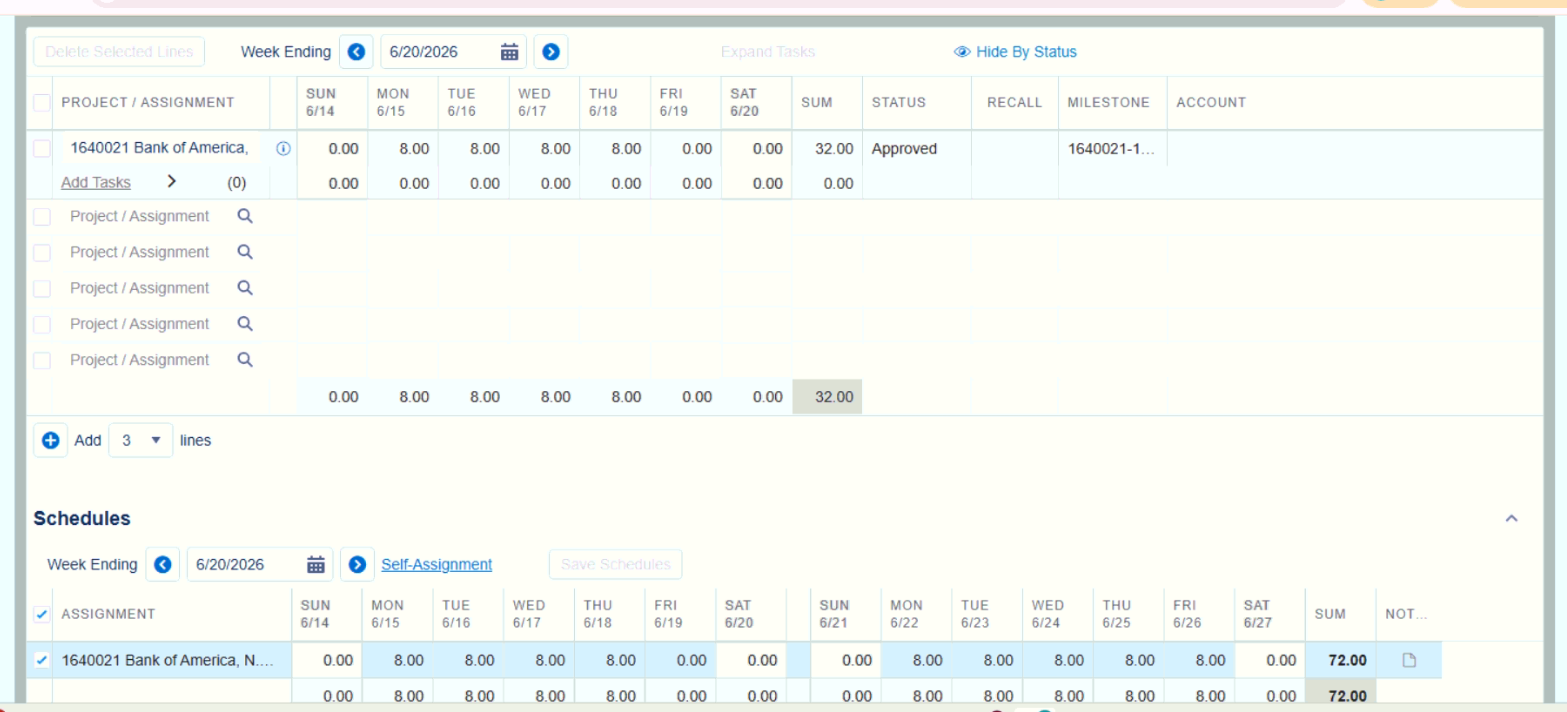 Delete Selected Lines Week Ending 6/20/2026 Expand Tasks Hide By Status
PROJECT / ASSIGNMENT SUN 6/14 MON 6/15 TUE 6/16 WED 6/17 THU 6/18 FRI 6/19 SAT 6/20 SUM STATUS RECALL MILESTONE ACCOUNT
1640021 Bank of America, 0.00 8.00 8.00 8.00 8.00 0.00 0.00 32.00 Approved 1640021-1...
Add Tasks > (0) 0.00 0.00 0.00 0.00 0.00 0.00 0.00 0.00
Project / Assignment
Project / Assignment
Project / Assignment
Project / Assignment
Project / Assignment
0.00 8.00 8.00 8.00 8.00 0.00 0.00 32.00
Add 3 lines
Schedules
Week Ending 6/20/2026 Self-Assignment Save Schedules
ASSIGNMENT SUN 6/14 MON 6/15 TUE 6/16 WED 6/17 THU 6/18 FRI 6/19 SAT 6/20 SUN 6/21 MON 6/22 TUE 6/23 WED 6/24 THU 6/25 FRI 6/26 SAT 6/27 SUM NOT...
1640021 Bank of America, N.... 0.00 8.00 8.00 8.00 8.00 0.00 0.00 0.00 8.00 8.00 8.00 8.00 8.00 0.00 72.00
0.00 8.00 8.00 8.00 8.00 0.00 0.00 0.00 8.00 8.00 8.00 8.00 8.00 0.00 72.00